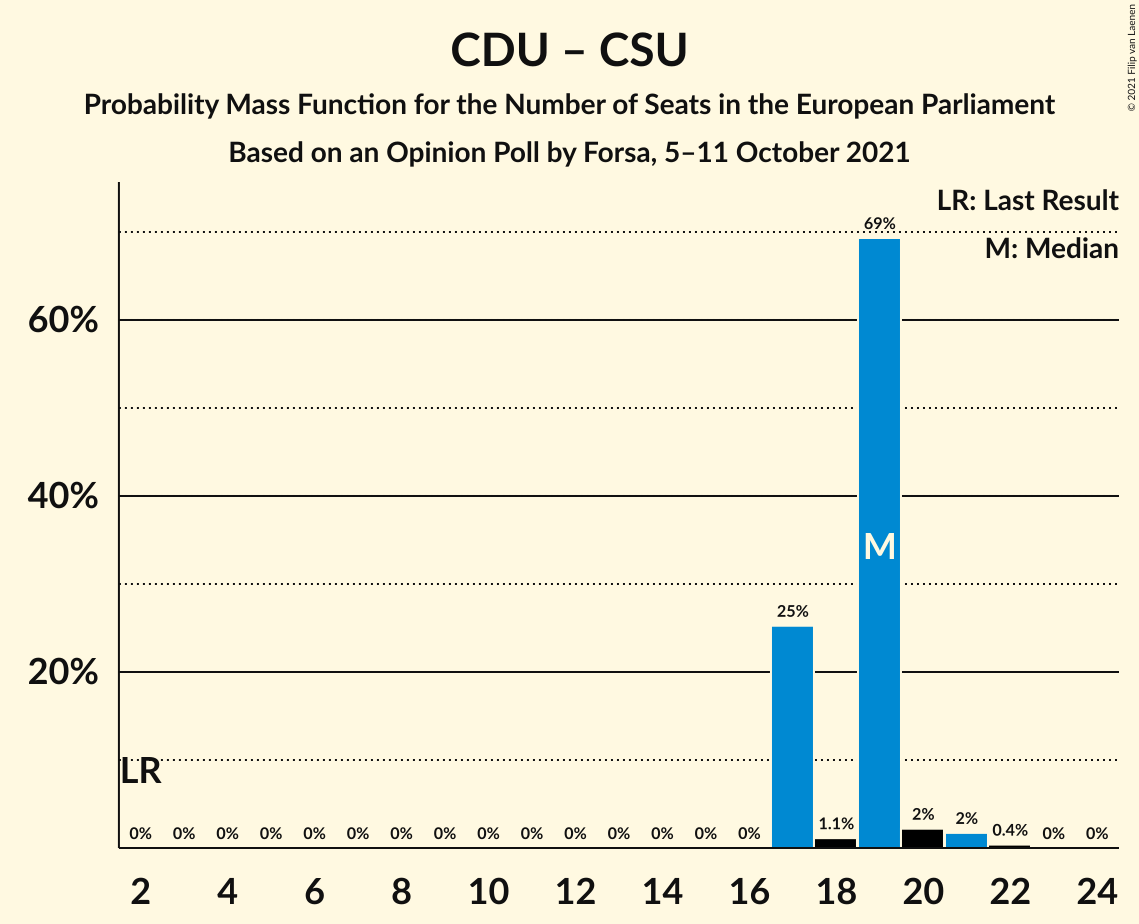 CDU – CSU
Probability Mass Function for the Number of Seats in the European Parliament
Based on an Opinion Poll by Forsa, 5–11 October 2021
© 2021 Filip van Laenen
LR: Last Result
M: Median
69%
60%
40%
M
25%
20%
LR
0% 0% 0% 0% 0% 0% 0% 0% 0% 0% 0% 0% 0% 0% 0% 1.1% 2% 2% 0.4% 0% 0%
2 4 6 8 10 12 14 16 18 20 22 24